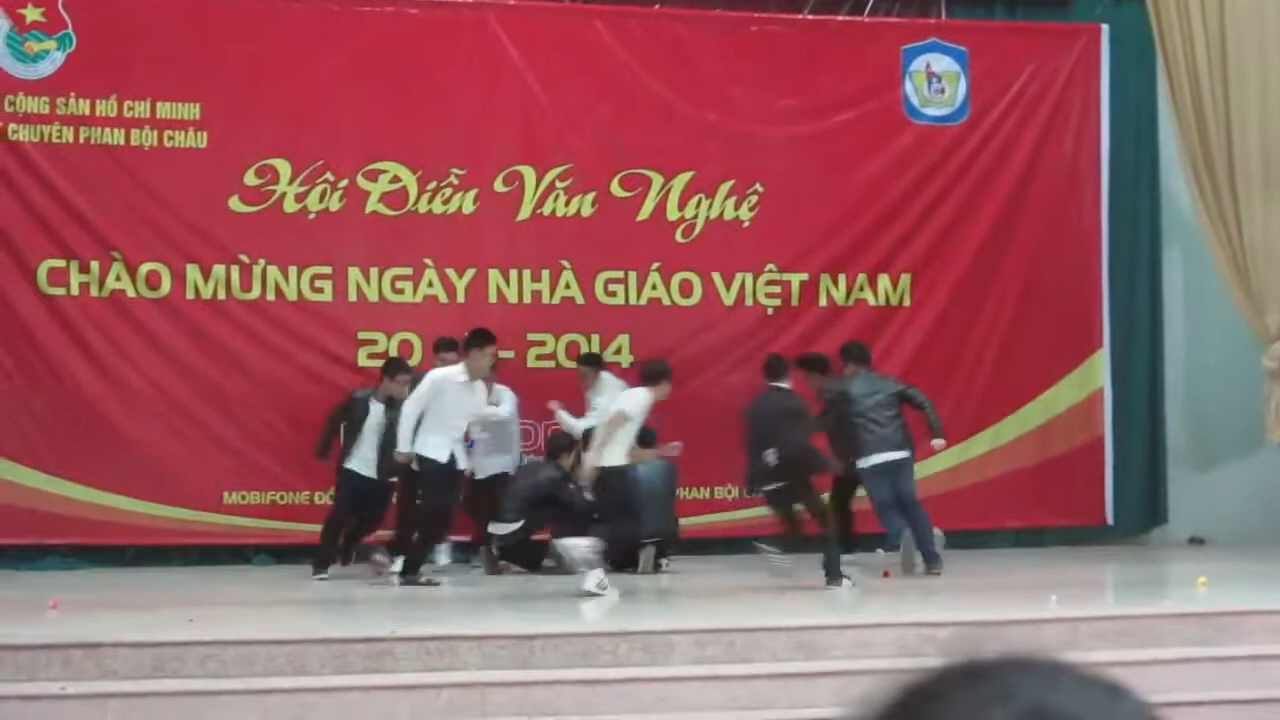 CỘNG SẢN HỒ CHÍ MINH
CHUYÊN PHAN BỘI CHÂU
Hội Diễn Văn Nghệ
CHÀO MỪNG NGÀY NHÀ GIÁO VIỆT NAM
20 - 2014
MOBIFONE PHAN BỘI